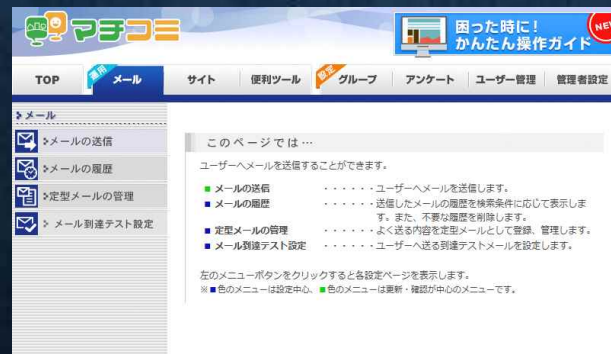 マチコミ
困った時に！
かんたん操作ガイド
NEW
TOP
運用
メール
サイト
便利ツール
設定
グループ
アンケート
ユーザー管理
管理者設定
メール
メールの送信
メールの履歴
定型メールの管理
メール到達テスト設定
このページでは…
ユーザーへメールを送信することができます。
■ メールの送信 ・・・・・・ユーザーへメールを送信します。
■ メールの履歴 ・・・・・・送信したメールの履歴を検索条件に応じて表示しま
す。また、不要な履歴を削除します。
■ 定型メールの管理 ・・・・・・よく送る内容を定型メールとして登録、管理します。
■ メール到達テスト設定 ・・・・・・ユーザーへ送る到達テストメールを設定します。
左のメニューボタンをクリックすると各設定ページを表示します。
※■色のメニューは設定中心、■色のメニューは更新・確認が中心のメニューです。